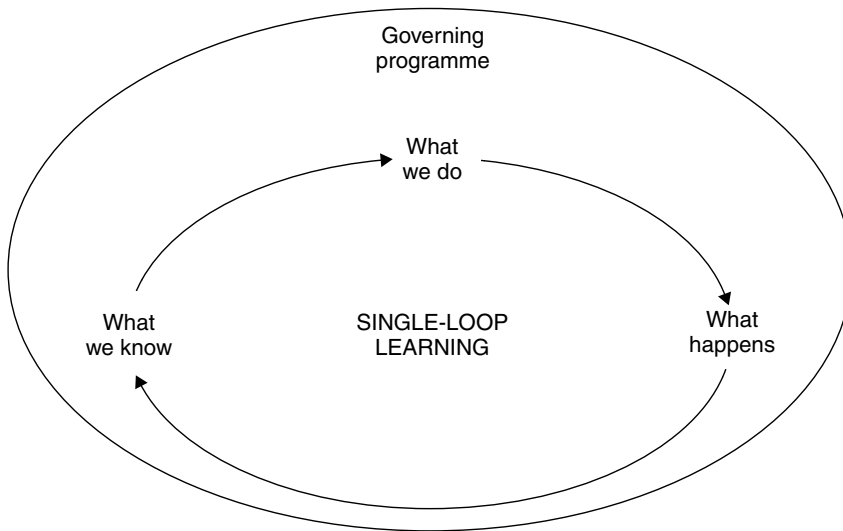 Governing
programme
What
we do
What
we know
SINGLE-LOOP
LEARNING
What
happens